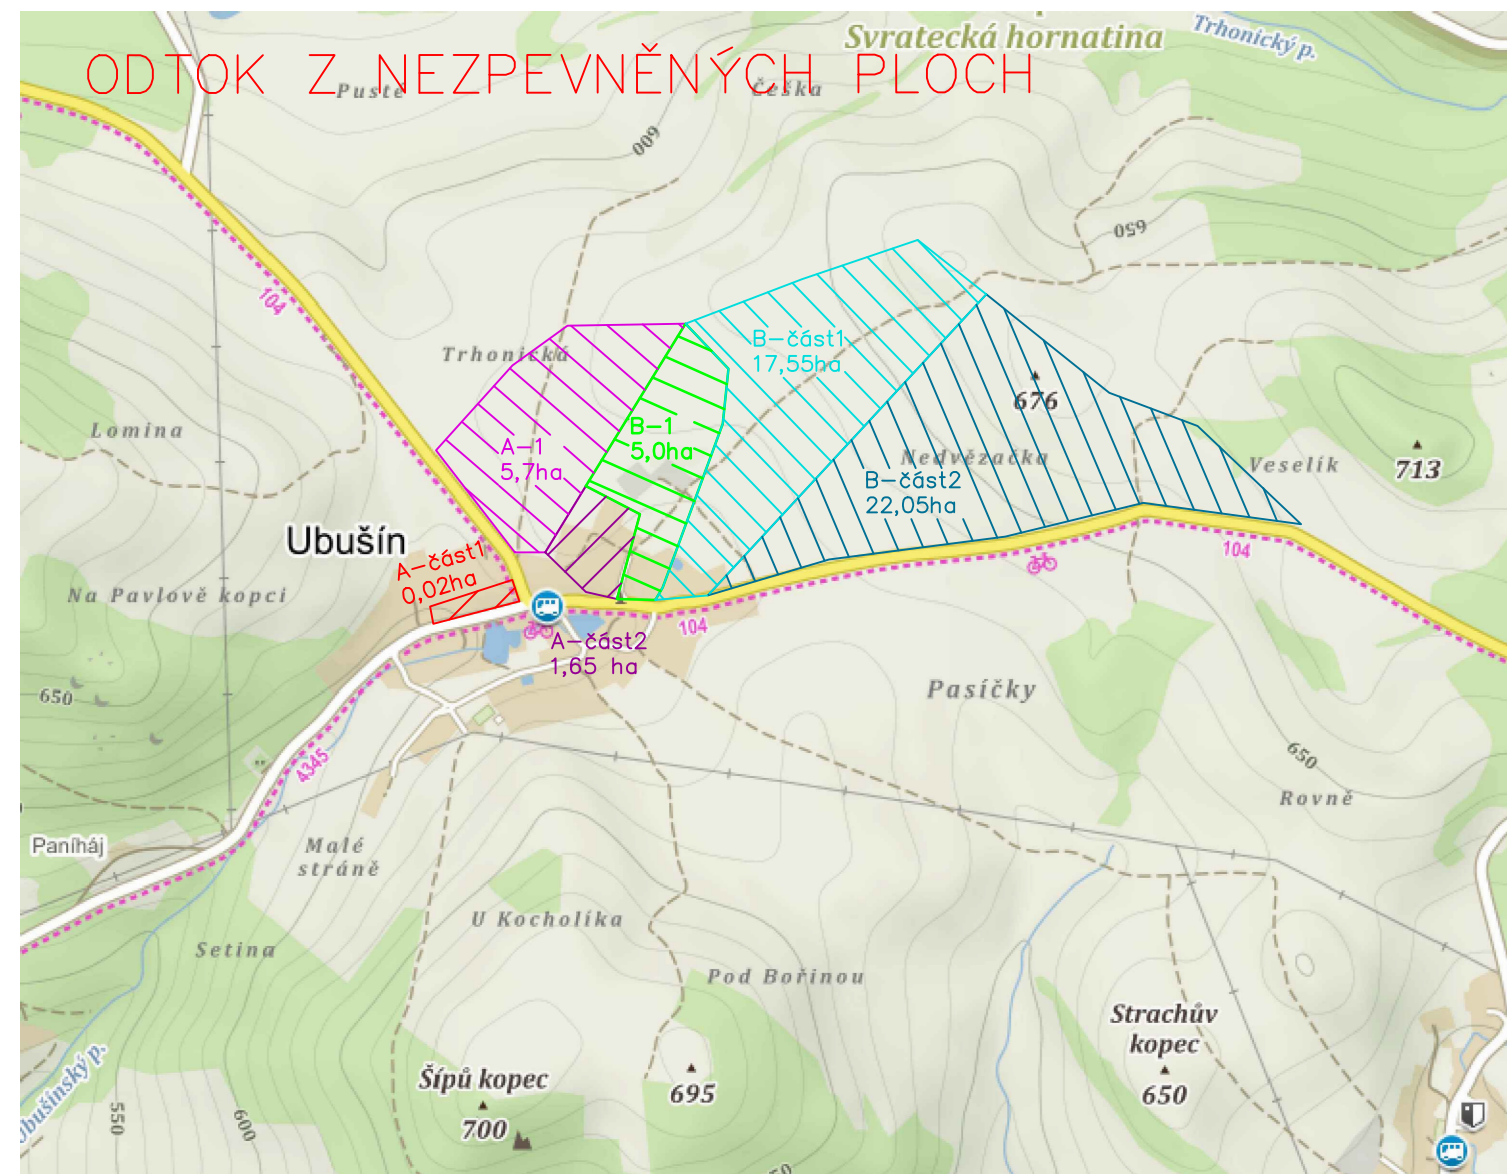 Svratecká hornatina
Trhonický p.
ODTOK Z NEZPEVNĚNÝCH PLOCH
Pusté
Češka
600
650
104
B-část1
17,55ha
Trhonická
676
Lomina
A-1
5,7ha
B-1
5,0ha
Nedvězačka
B-část2
22,05ha
Veselík
713
Ubušín
A-část1
0,02ha
104
Na Pavlově kopci
104
A-část2
1,65 ha
650
Pasíčky
4345
650
Rovně
Paníháj
Malé
stráně
U Kocholíka
Setina
Pod Bořinou
Strachův
kopec
650
Šípů kopec
700
695
Ubušínský p.
550
600